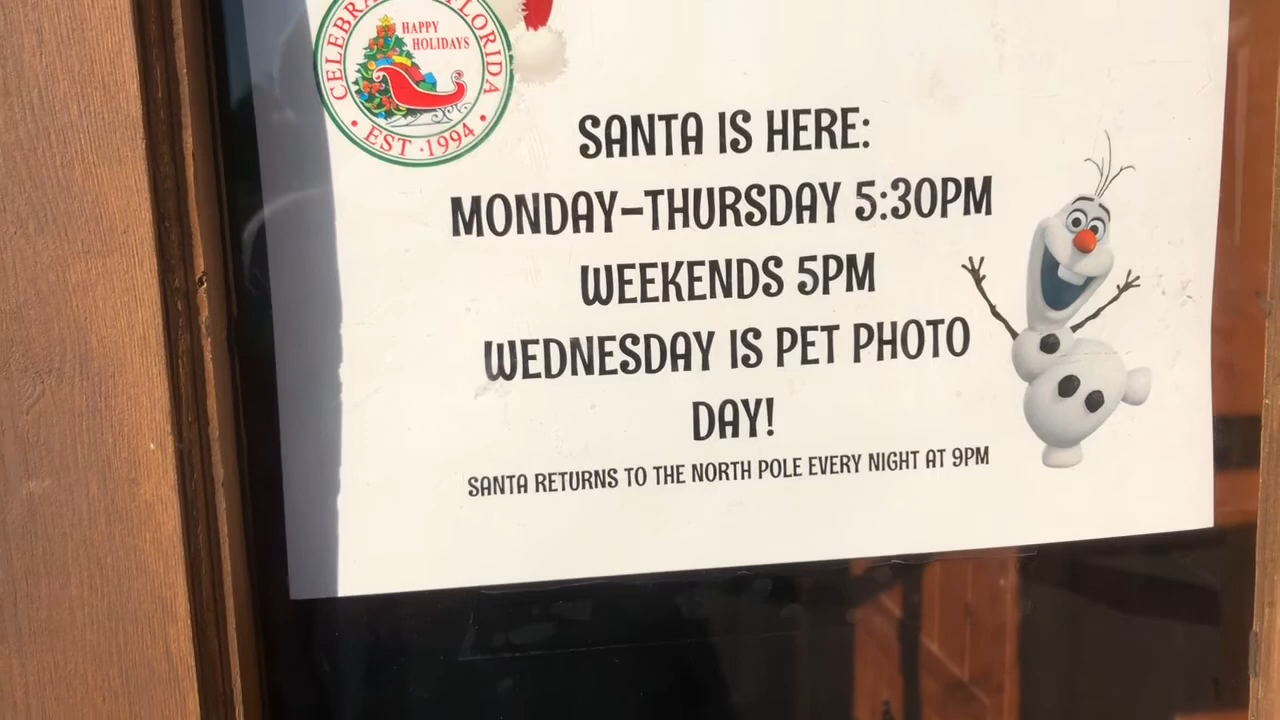 CELEBRA FLORIDA
HAPPY
HOLIDAYS
• EST • 1994 •
SANTA IS HERE:
MONDAY-THURSDAY 5:30PM
WEEKENDS 5PM
WEDNESDAY IS PET PHOTO
DAY!
SANTA RETURNS TO THE NORTH POLE EVERY NIGHT AT 9PM